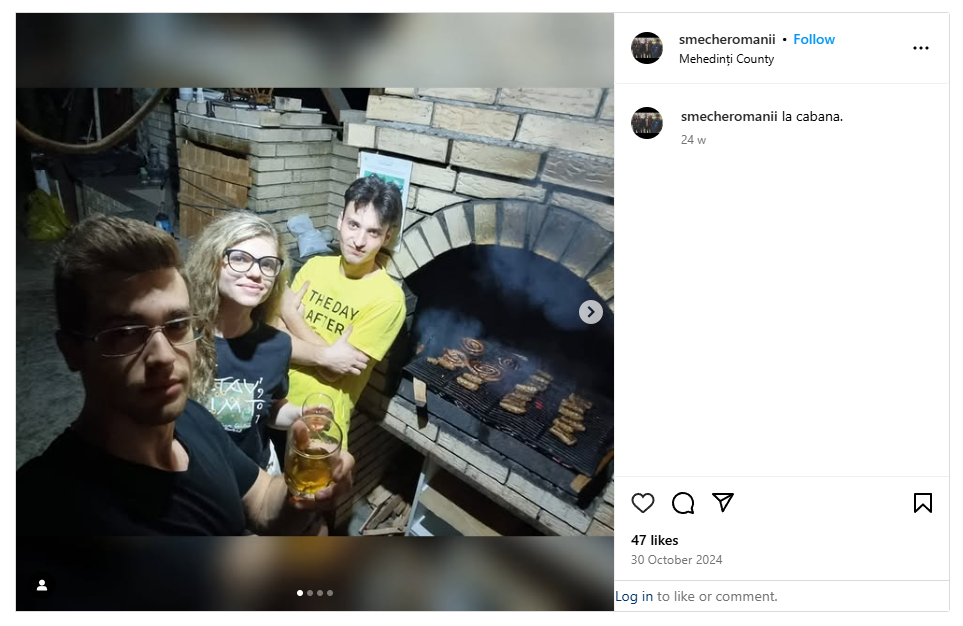 smecheromanii • Follow
Mehedinți County
smecheromanii la cabana.
24 w
THE DAY
AFTER
47 likes
30 October 2024
Log in to like or comment.